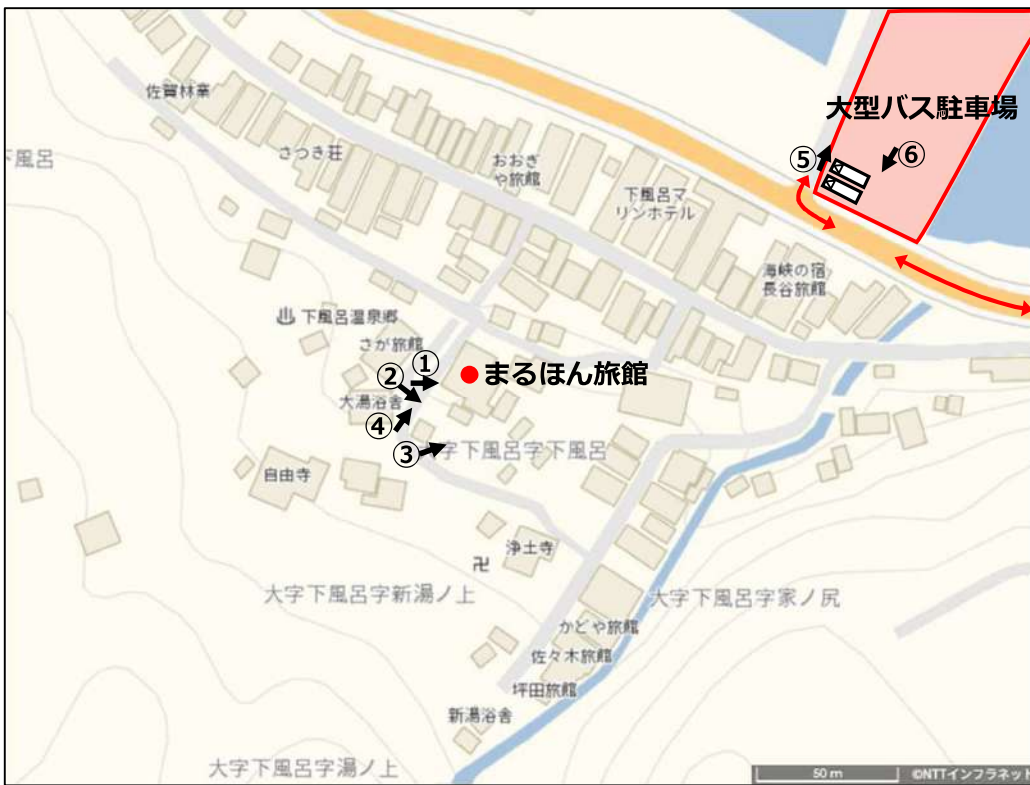 大型バス駐車場
⑤
⑥
佐賀林業
さつき荘
下風呂
おおぎ
や旅館
下風呂マ
リンホテル
海峡の宿
長谷旅館
下風呂温泉郷
さが旅館
①
②
まるほん旅館
大湯浴舎
④
③
字下風呂字下風呂
自由寺
浄土寺
大字下風呂字新湯ノ上
大字下風呂字家ノ尻
かどや旅館
佐々木旅館
坪田旅館
新湯浴舎
大字下風呂字湯ノ上
50 m
©NTTインフラネット